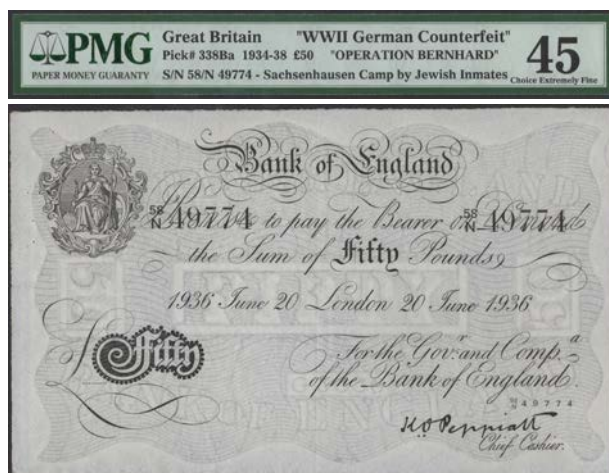 PMG
PAPER MONEY GUARANTY
Great Britain "WWII German Counterfeit"
Pick# 338Ba 1934-38 £50 "OPERATION BERNHARD"
S/N 58/N 49774 - Sachsenhausen Camp by Jewish Inmates
45
Choice Extremely Fine
Bank of England
58/N 49774 58/N 49774
I Promise to pay the Bearer on Demand
the Sum of Fifty Pounds
1936 June 20 London 20 June 1936
For the Govr. and Compa.
of the Bank of England.
Fifty
49774
K O Peppiatt
Chief Cashier.